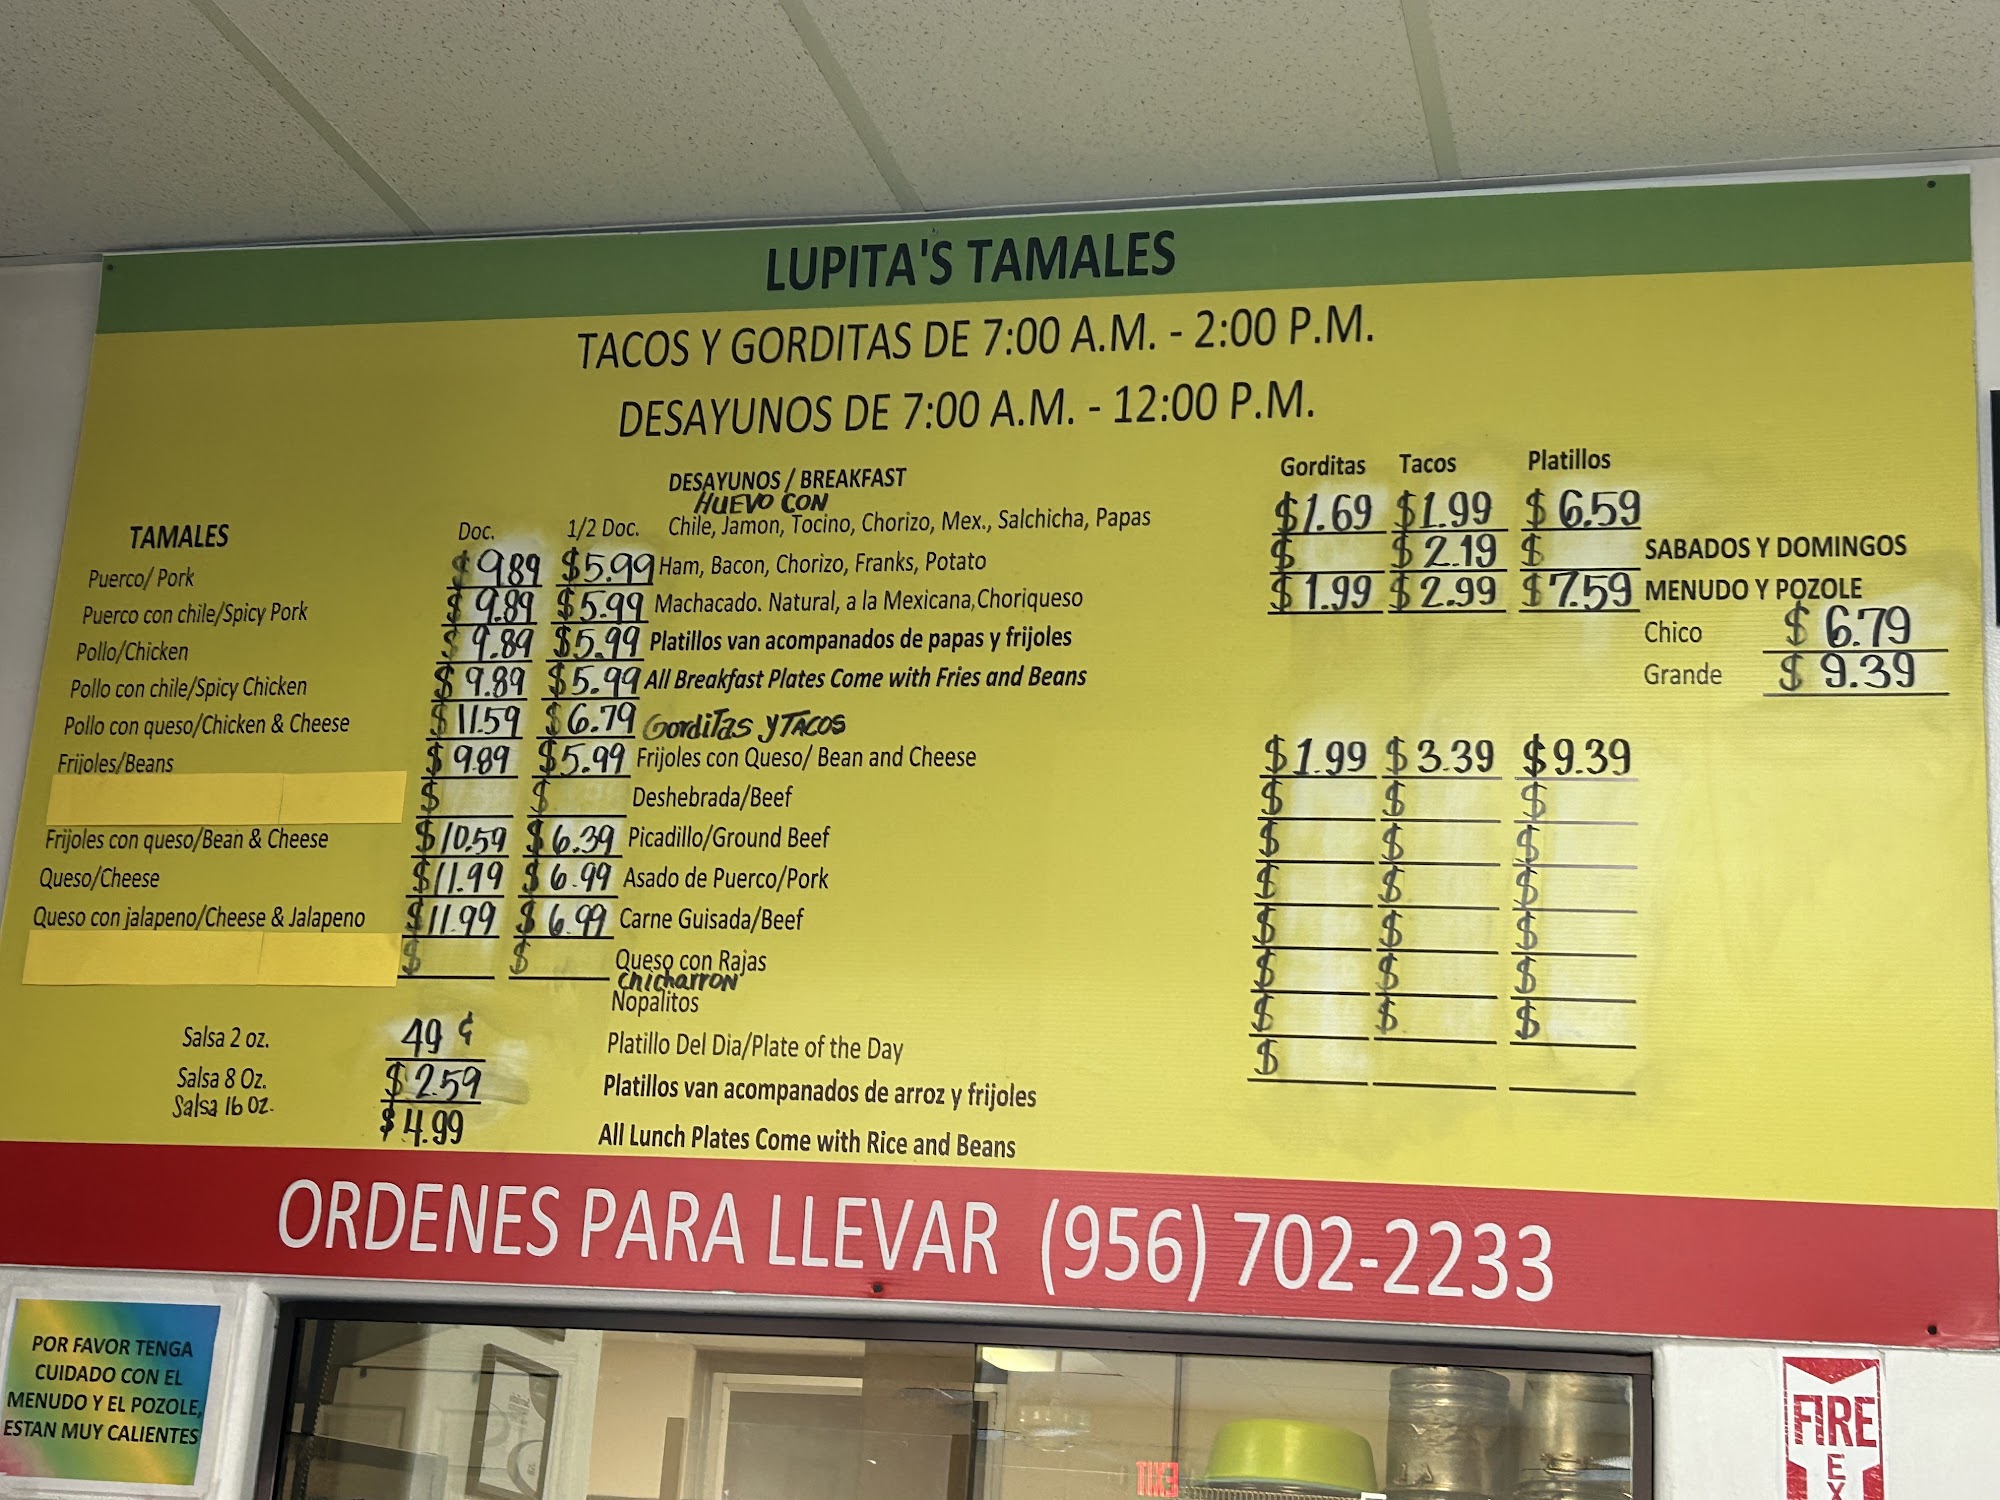 LUPITA'S TAMALES
TACOS Y GORDITAS DE 7:00 A.M. - 2:00 P.M.
DESAYUNOS DE 7:00 A.M. - 12:00 P.M.
TAMALES Doc. 1/2 Doc.
Puerco/ Pork $9.89 $5.99
Puerco con chile/Spicy Pork $9.89 $5.99
Pollo/Chicken $9.89 $5.99
Pollo con chile/Spicy Chicken $9.89 $5.99
Pollo con queso/Chicken & Cheese $11.59 $6.79
Frijoles/Beans $9.89 $5.99
$ $
Frijoles con queso/Bean & Cheese $10.59 $6.39
Queso/Cheese $11.99 $6.99
Queso con jalapeno/Cheese & Jalapeno $11.99 $6.99
$ $
Salsa 2 oz. 49¢
Salsa 8 Oz. $2.59
Salsa 16 oz. $4.99
DESAYUNOS / BREAKFAST Gorditas Tacos Platillos
HUEVO CON
Chile, Jamon, Tocino, Chorizo, Mex., Salchicha, Papas $1.69 $1.99 $6.59
Ham, Bacon, Chorizo, Franks, Potato $ $2.19 $
Machacado. Natural, a la Mexicana,Choriqueso $1.99 $2.99 $7.59
Platillos van acompanados de papas y frijoles
All Breakfast Plates Come with Fries and Beans
Gorditas y TACOS
Frijoles con Queso/ Bean and Cheese $1.99 $3.39 $9.39
Deshebrada/Beef $ $ $
Picadillo/Ground Beef $ $ $
Asado de Puerco/Pork $ $ $
Carne Guisada/Beef $ $ $
Queso con Rajas $ $ $
Chicharron
Nopalitos $ $ $
Platillo Del Dia/Plate of the Day $
Platillos van acompanados de arroz y frijoles
All Lunch Plates Come with Rice and Beans
SABADOS Y DOMINGOS
MENUDO Y POZOLE
Chico $6.79
Grande $9.39
ORDENES PARA LLEVAR (956) 702-2233
POR FAVOR TENGA
CUIDADO CON EL
MENUDO Y EL POZOLE,
ESTAN MUY CALIENTES
EXIT
FIRE
EX